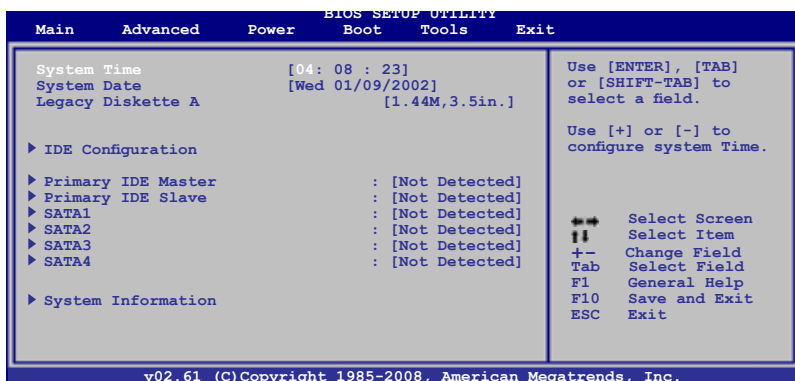 BIOS SETUP UTILITY
Main Advanced Power Boot Tools Exit
System Time [04: 08 : 23]
System Date [Wed 01/09/2002]
Legacy Diskette A [1.44M,3.5in.]
IDE Configuration
Primary IDE Master : [Not Detected]
Primary IDE Slave : [Not Detected]
SATA1 : [Not Detected]
SATA2 : [Not Detected]
SATA3 : [Not Detected]
SATA4 : [Not Detected]
System Information
Use [ENTER], [TAB]
or [SHIFT-TAB] to
select a field.
Use [+] or [-] to
configure system Time.
Select Screen
Select Item
+- Change Field
Tab Select Field
F1 General Help
F10 Save and Exit
ESC Exit
v02.61 (C)Copyright 1985-2008, American Megatrends, Inc.